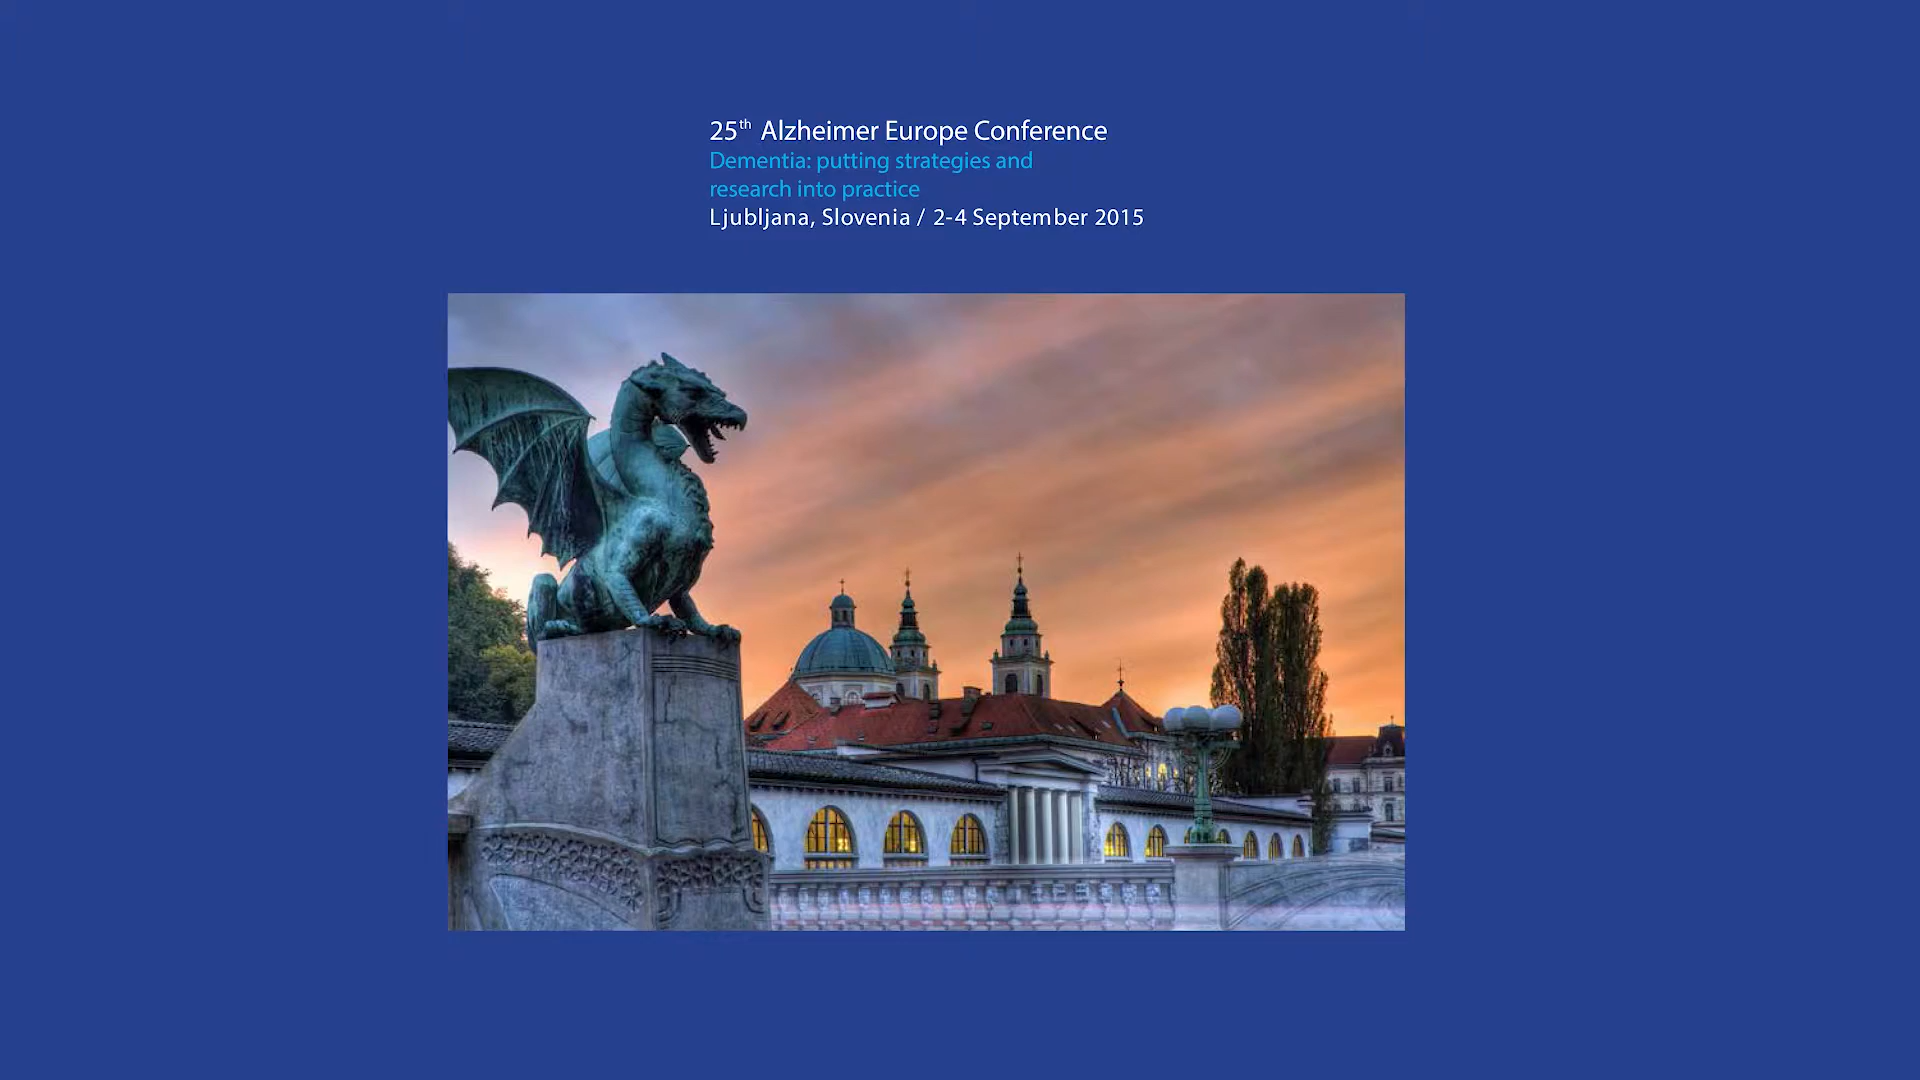 25th Alzheimer Europe Conference
Dementia: putting strategies and
research into practice
Ljubljana, Slovenia / 2-4 September 2015